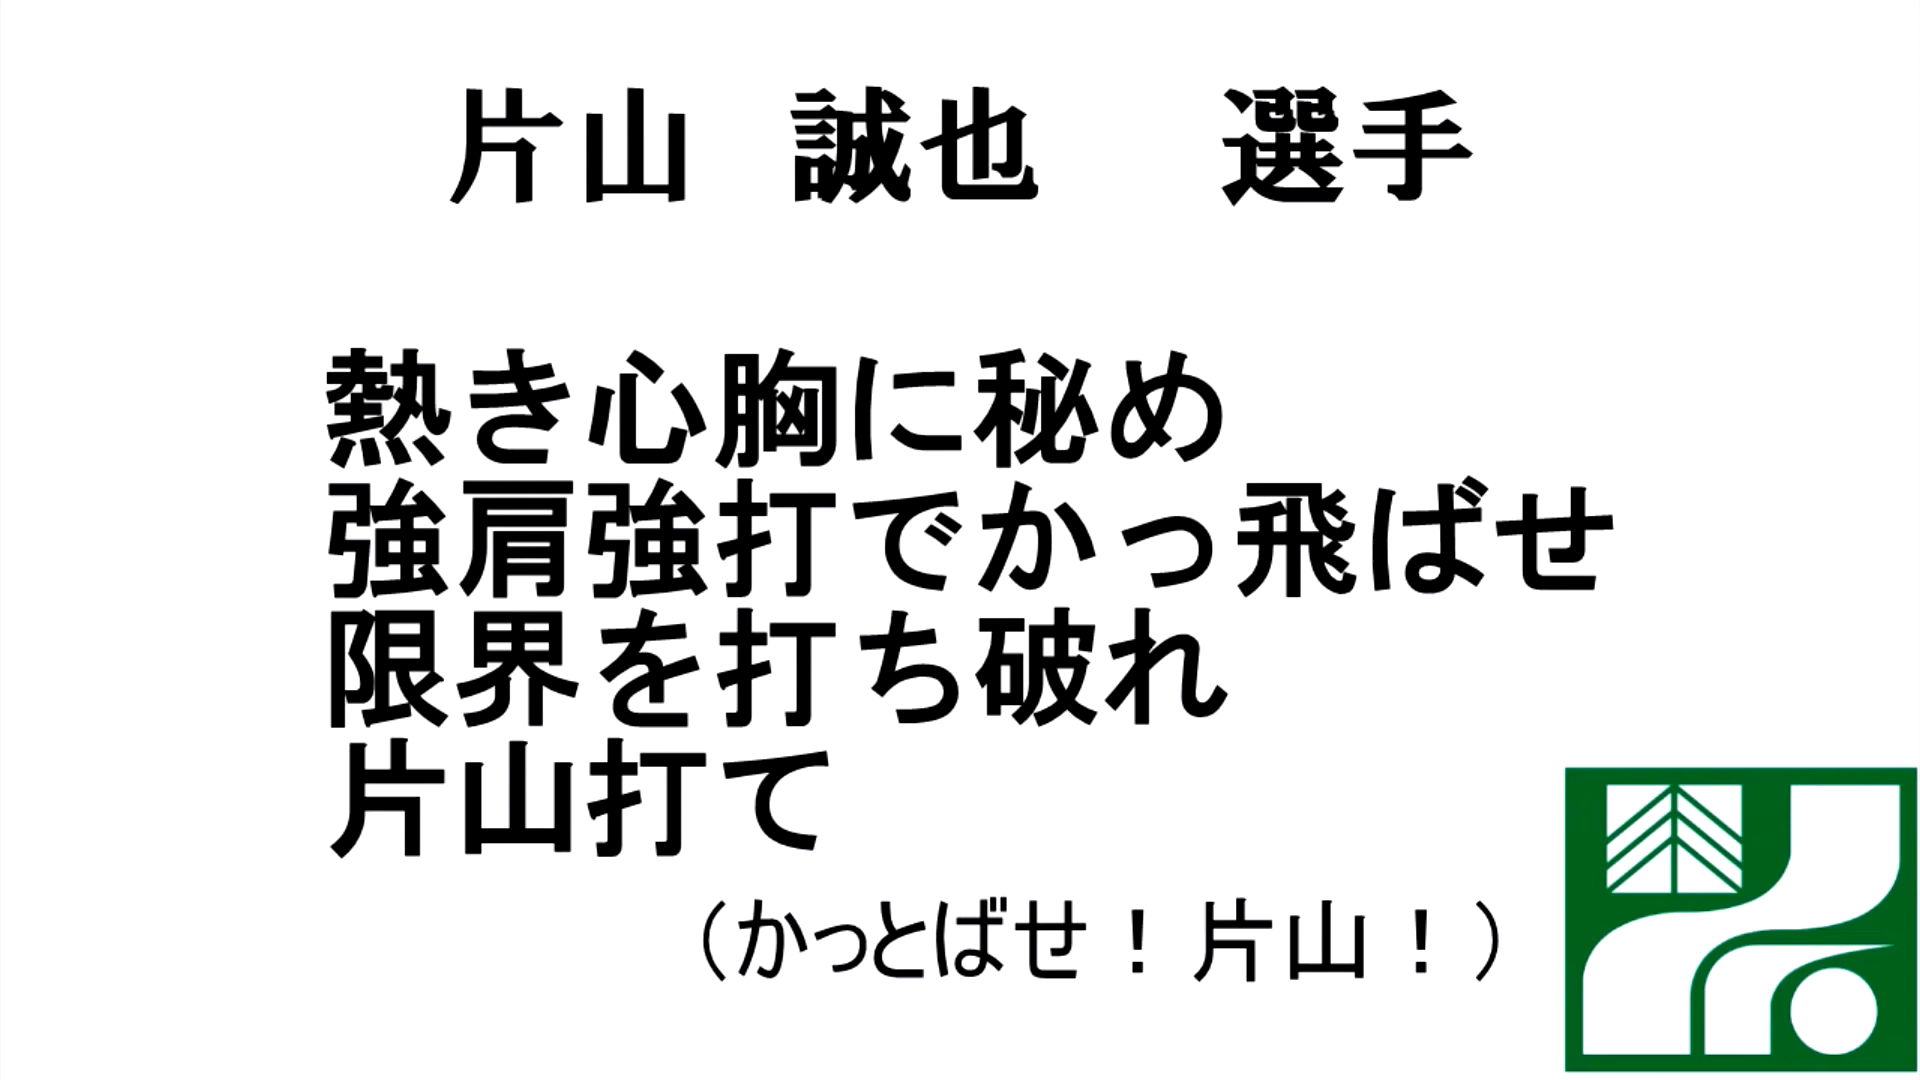 片山　誠也　選手
熱き心胸に秘め
強肩強打でかっ飛ばせ
限界を打ち破れ
片山打て
（かっとばせ！片山！）